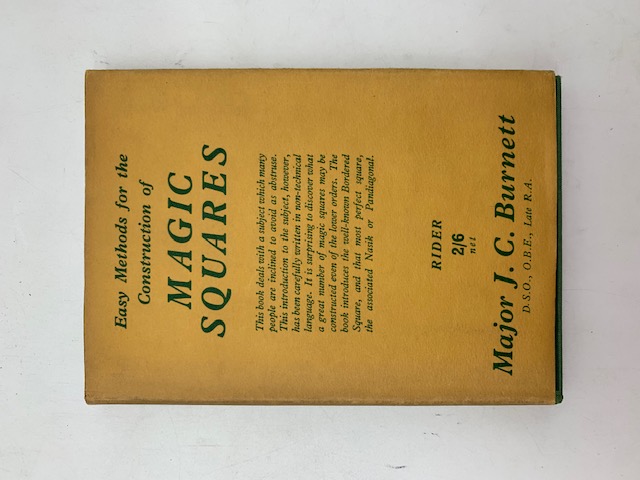 Easy Methods for the
Construction of
MAGIC
SQUARES
This book deals with a subject which many
people are inclined to avoid as abstruse.
This introduction to the subject, however,
has been carefully written in non-technical
language. It is surprising to discover what
a great number of magic squares may be
constructed even of the lower orders. The
book introduces the well-known Bordered
Square, and that most perfect square,
the associated Nasik or Pandiagonal.
RIDER
2/6
net
Major J. C. Burnett
D.S.O., O.B.E., Late R.A.